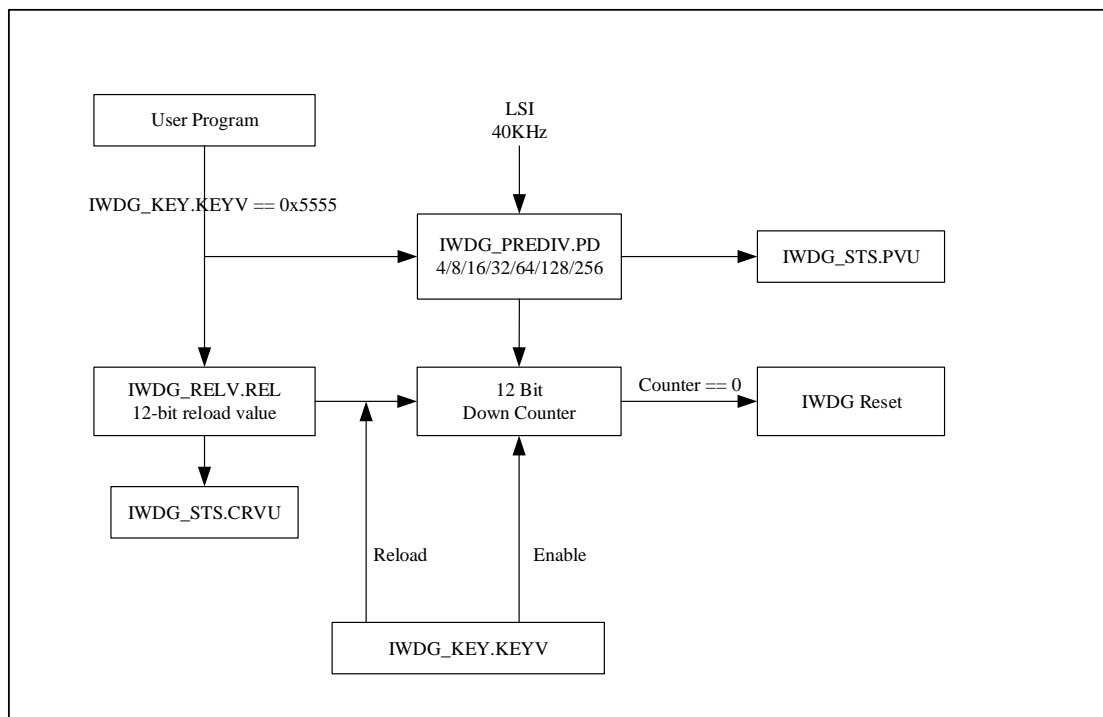 User Program
LSI
40KHz
IWDG_KEY.KEYV == 0x5555
IWDG_PREDIV.PD
4/8/16/32/64/128/256
IWDG_STS.PVU
IWDG_RELV.REL
12-bit reload value
12 Bit
Down Counter
Counter == 0
IWDG Reset
IWDG_STS.CRVU
Reload
Enable
IWDG_KEY.KEYV